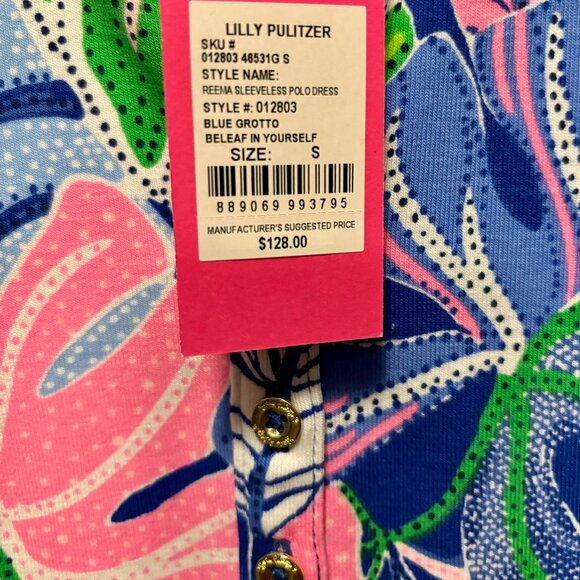 LILLY PULITZER
SKU #
012803 46531G S
STYLE NAME:
REEMA SLEEVELESS POLO DRESS
STYLE #: 012803
BLUE GROTTO
BELEAF IN YOURSELF
SIZE: S
889069 993795
MANUFACTURER'S SUGGESTED PRICE
$128.00